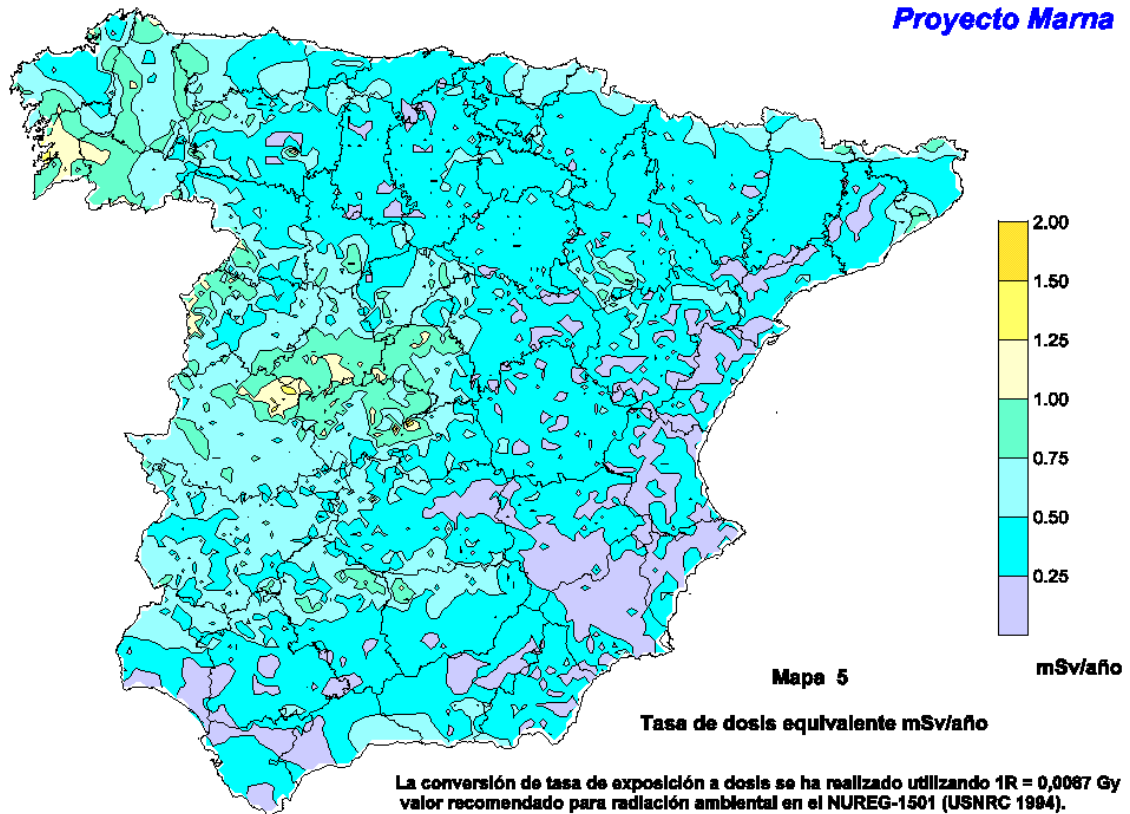 Proyecto Marna
2.00
1.50
1.25
1.00
0.75
0.50
0.25
mSv/año
Mapa 5
Tasa de dosis equivalente mSv/año
La conversión de tasa de exposición a dosis se ha realizado utilizando 1R = 0,0067 Gy
valor recomendado para radiación ambiental en el NUREG-1501 (USNRC 1994).